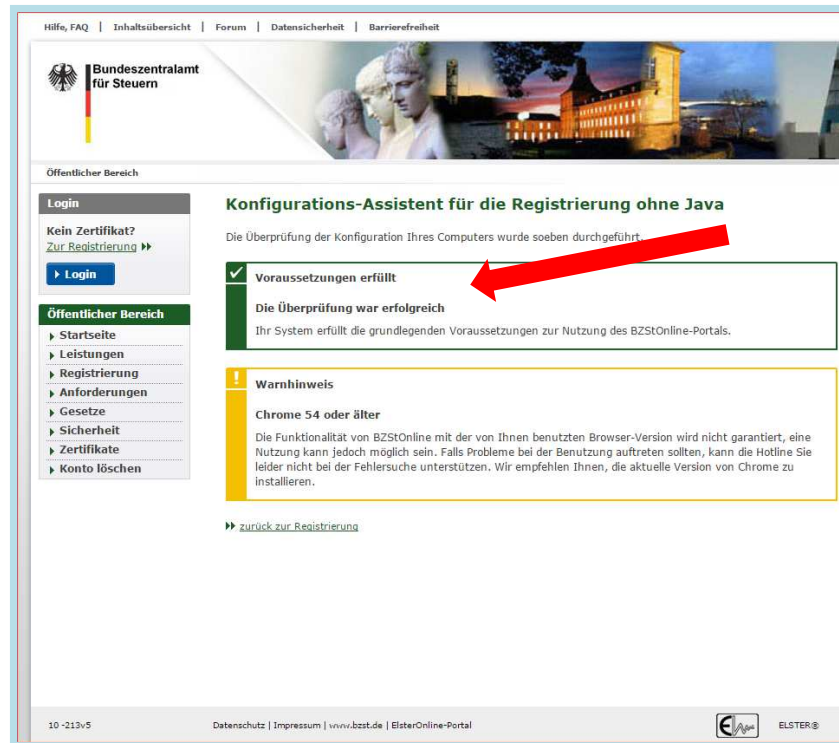 Hilfe, FAQ | Inhaltsübersicht | Forum | Datensicherheit | Barrierefreiheit
Bundeszentralamt
für Steuern
Öffentlicher Bereich
Login
Kein Zertifikat?
Zur Registrierung
Login
Öffentlicher Bereich
Startseite
Leistungen
Registrierung
Anforderungen
Gesetze
Sicherheit
Zertifikate
Konto löschen
Konfigurations-Assistent für die Registrierung ohne Java
Die Überprüfung der Konfiguration Ihres Computers wurde soeben durchgeführt.
Voraussetzungen erfüllt
Die Überprüfung war erfolgreich
Ihr System erfüllt die grundlegenden Voraussetzungen zur Nutzung des BZStOnline-Portals.
! Warnhinweis
Chrome 54 oder älter
Die Funktionalität von BZStOnline mit der von Ihnen benutzten Browser-Version wird nicht garantiert, eine
Nutzung kann jedoch möglich sein. Falls Probleme bei der Benutzung auftreten sollten, kann die Hotline Sie
leider nicht bei der Fehlersuche unterstützen. Wir empfehlen Ihnen, die aktuelle Version von Chrome zu
installieren.
zurück zur Registrierung
10 -213v5
Datenschutz | Impressum | www.bzst.de | ElsterOnline-Portal
ELSTER®